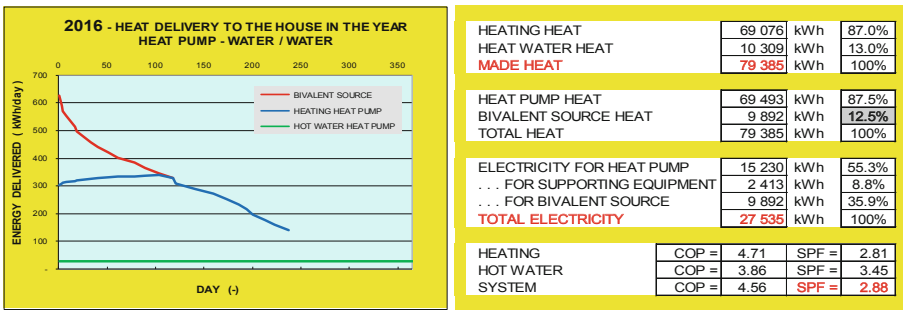 2016 - HEAT DELIVERY TO THE HOUSE IN THE YEAR
HEAT PUMP - WATER / WATER
0 50 100 150 200 250 300 350
700
600
500
400
300
200
100
-
ENERGY DELIVERED ( kWh/day )
BIVALENT SOURCE
HEATING HEAT PUMP
HOT WATER HEAT PUMP
DAY (-)
HEATING HEAT 69 076 kWh 87.0%
HEAT WATER HEAT 10 309 kWh 13.0%
MADE HEAT 79 385 kWh 100%
HEAT PUMP HEAT 69 493 kWh 87.5%
BIVALENT SOURCE HEAT 9 892 kWh 12.5%
TOTAL HEAT 79 385 kWh 100%
ELECTRICITY FOR HEAT PUMP 15 230 kWh 55.3%
. . . FOR SUPPORTING EQUIPMENT 2 413 kWh 8.8%
. . . FOR BIVALENT SOURCE 9 892 kWh 35.9%
TOTAL ELECTRICITY 27 535 kWh 100%
HEATING COP = 4.71 SPF = 2.81
HOT WATER COP = 3.86 SPF = 3.45
SYSTEM COP = 4.56 SPF = 2.88